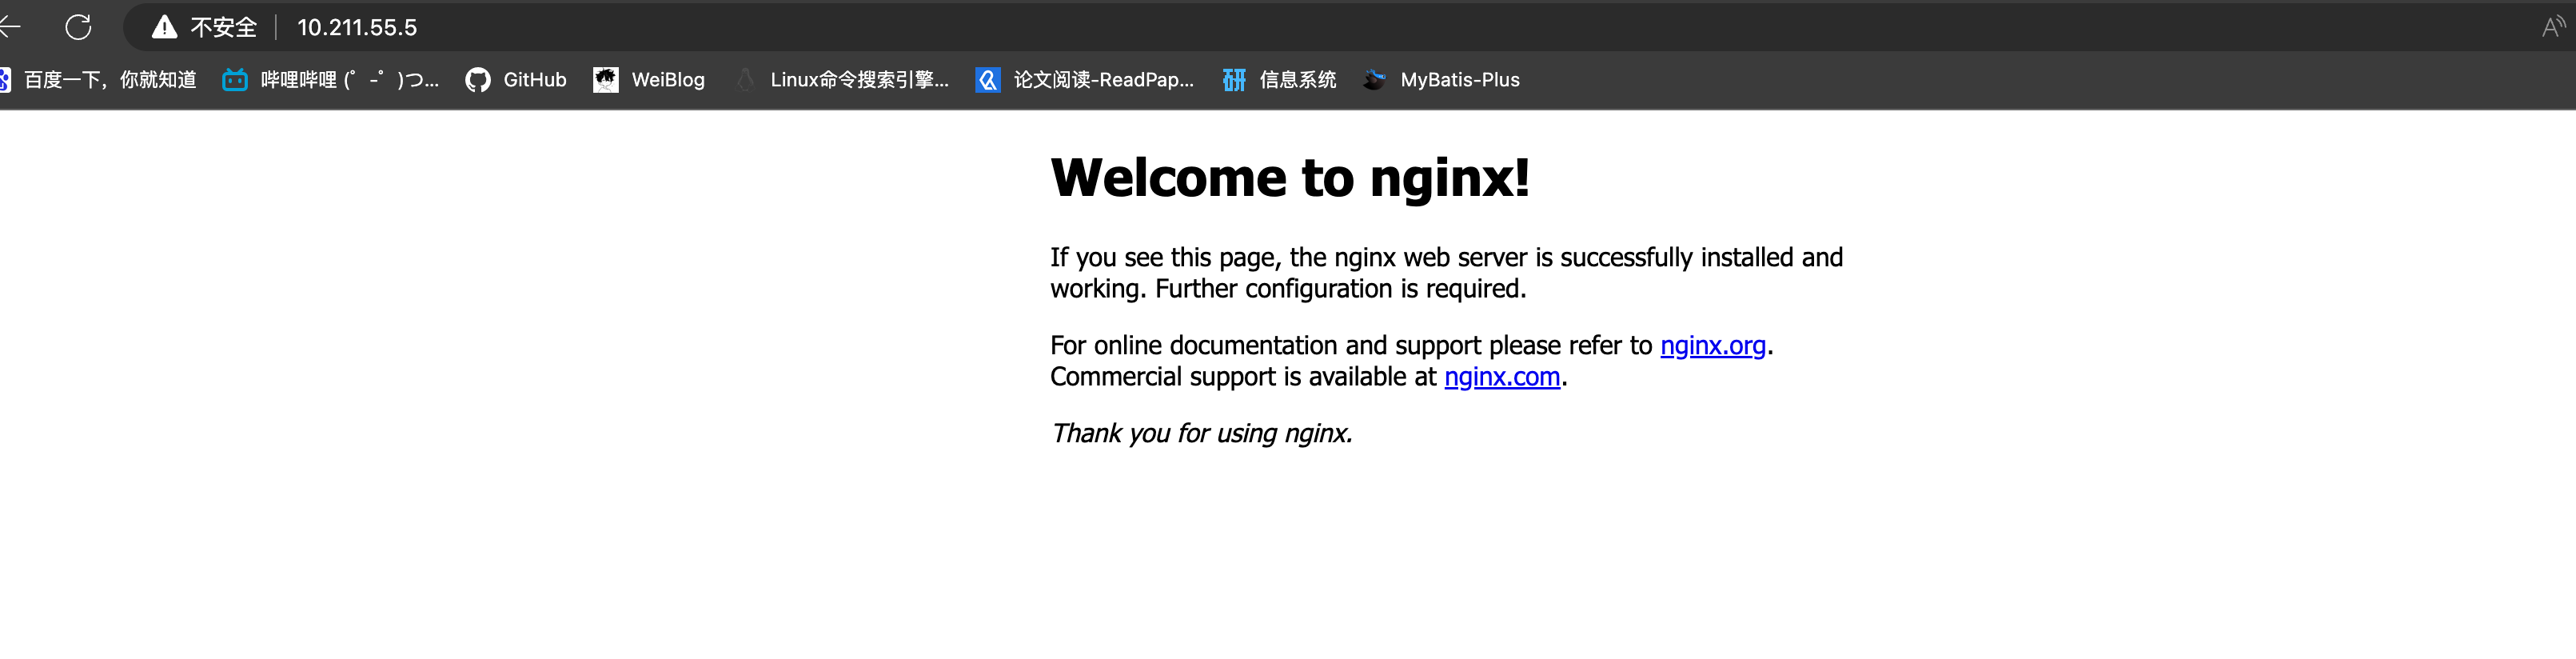 不安全 10.211.55.5
百度一下，你就知道 哔哩哔哩 (゜-゜)つ... GitHub WeiBlog Linux命令搜索引擎... 论文阅读-ReadPap... 研 信息系统 MyBatis-Plus
Welcome to nginx!
If you see this page, the nginx web server is successfully installed and
working. Further configuration is required.
For online documentation and support please refer to nginx.org.
Commercial support is available at nginx.com.
Thank you for using nginx.